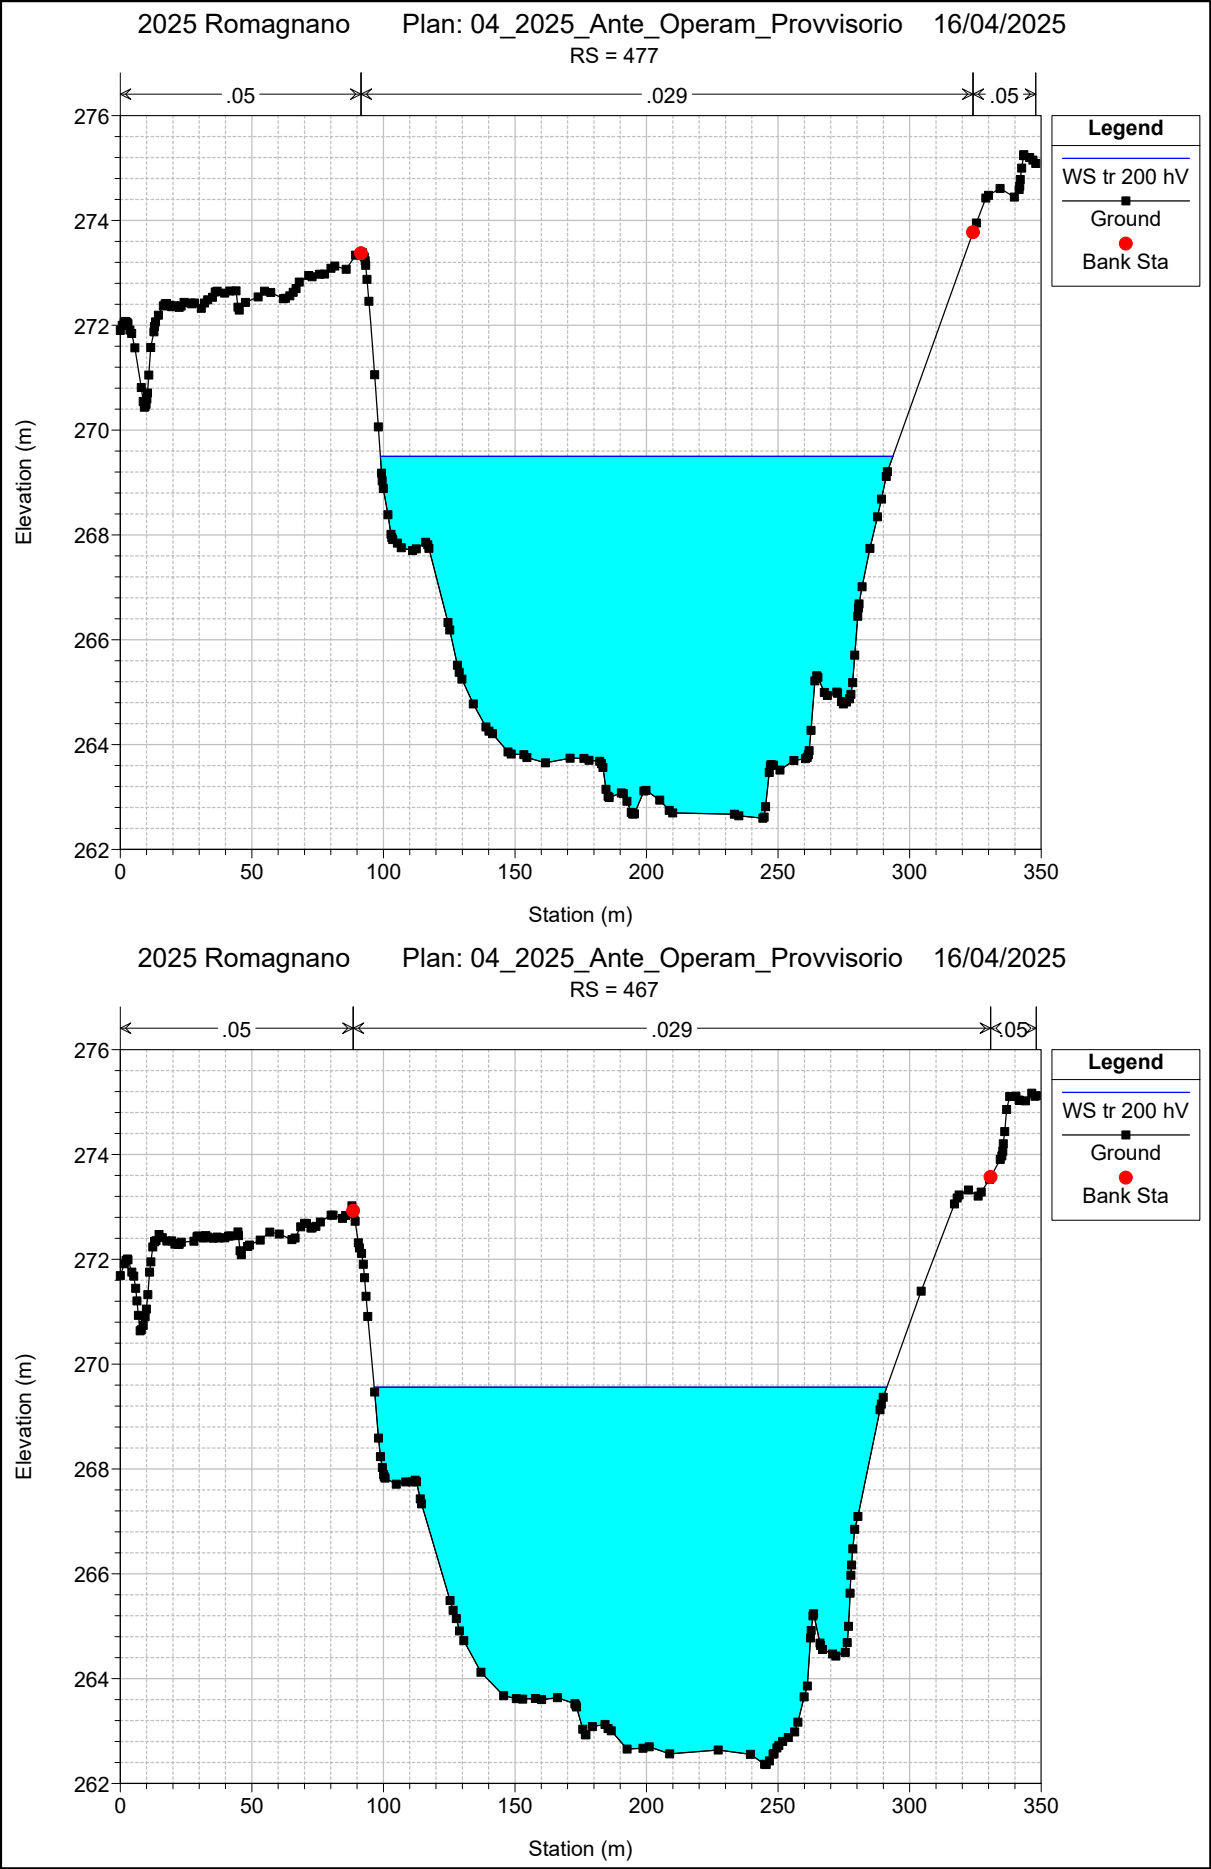 2025 Romagnano Plan: 04_2025_Ante_Operam_Provvisorio 16/04/2025
RS = 477
.05 .029 .05
276
274
272
270
268
266
264
262
Elevation (m)
0 50 100 150 200 250 300 350
Station (m)
Legend
WS tr 200 hV
Ground
Bank Sta
2025 Romagnano Plan: 04_2025_Ante_Operam_Provvisorio 16/04/2025
RS = 467
.05 .029 .05
276
274
272
270
268
266
264
262
Elevation (m)
0 50 100 150 200 250 300 350
Station (m)
Legend
WS tr 200 hV
Ground
Bank Sta